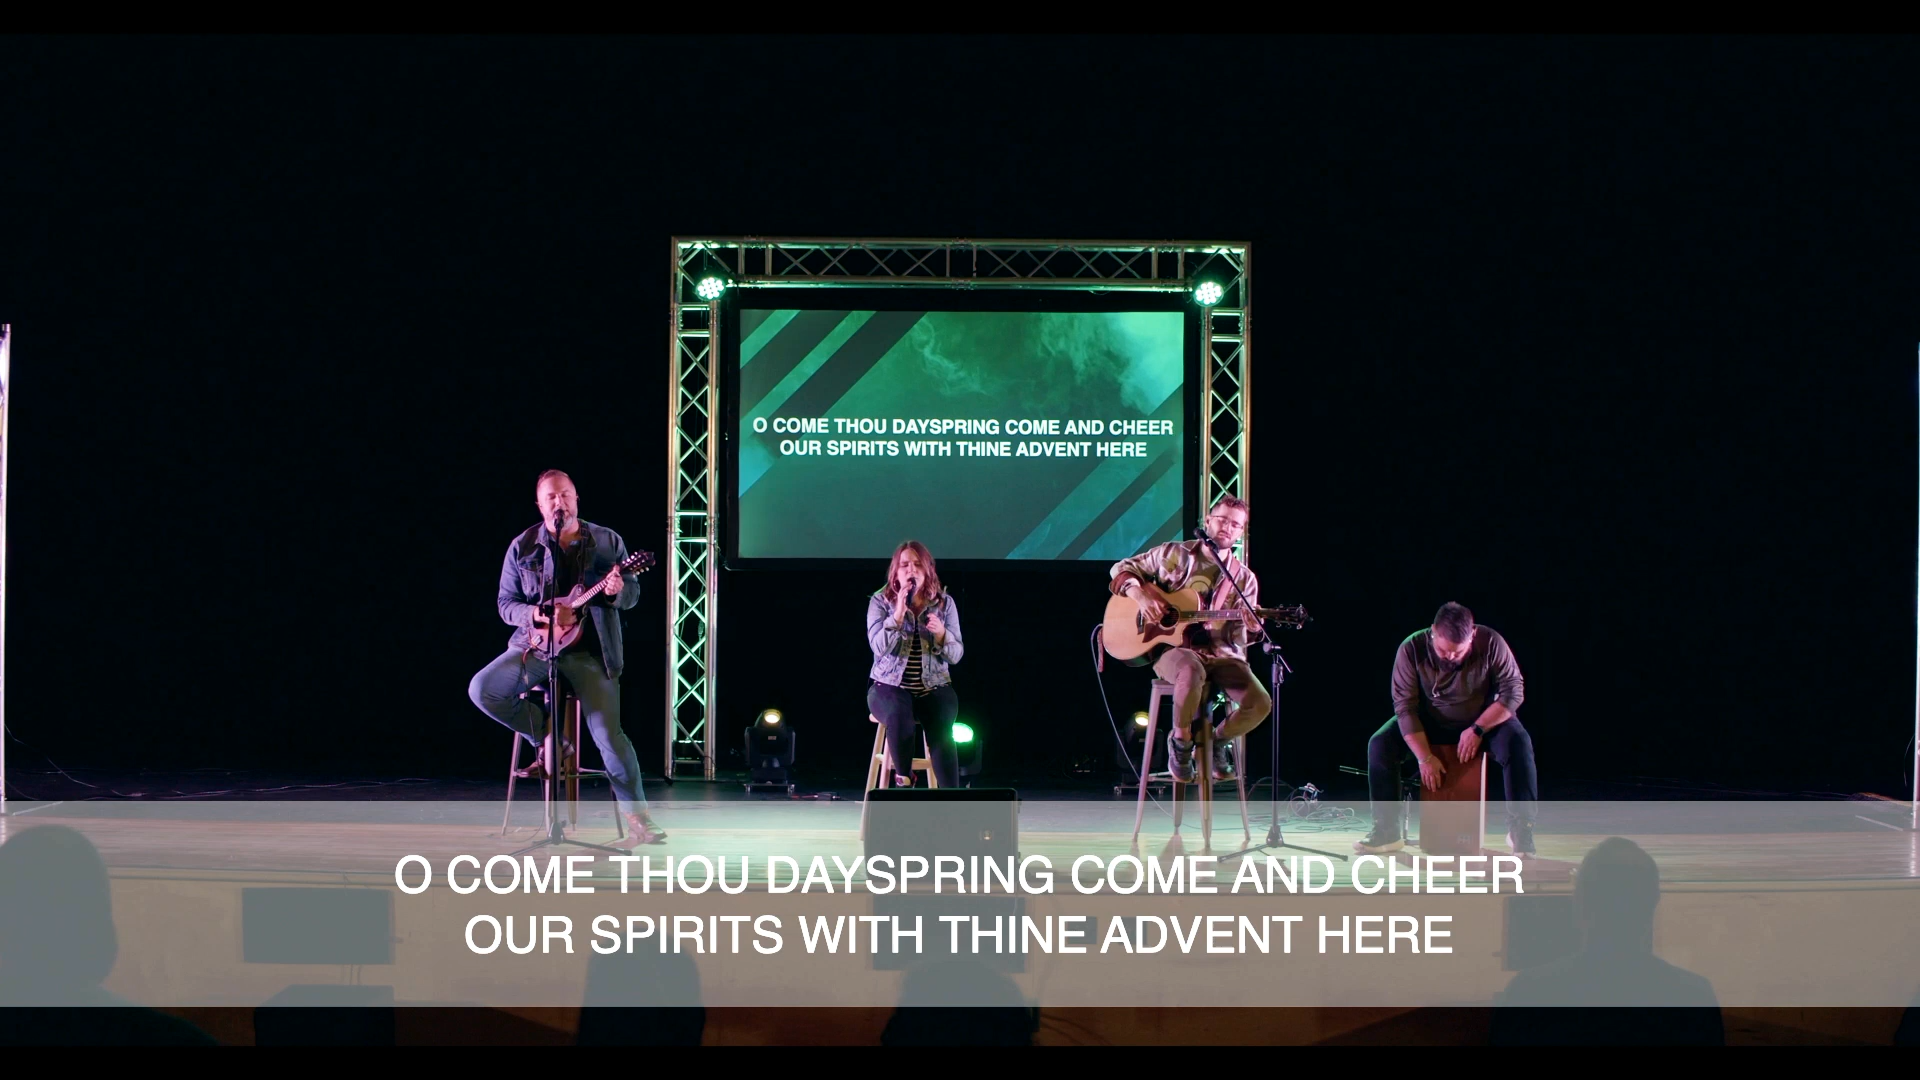 O COME THOU DAYSPRING COME AND CHEER
OUR SPIRITS WITH THINE ADVENT HERE
O COME THOU DAYSPRING COME AND CHEER
OUR SPIRITS WITH THINE ADVENT HERE